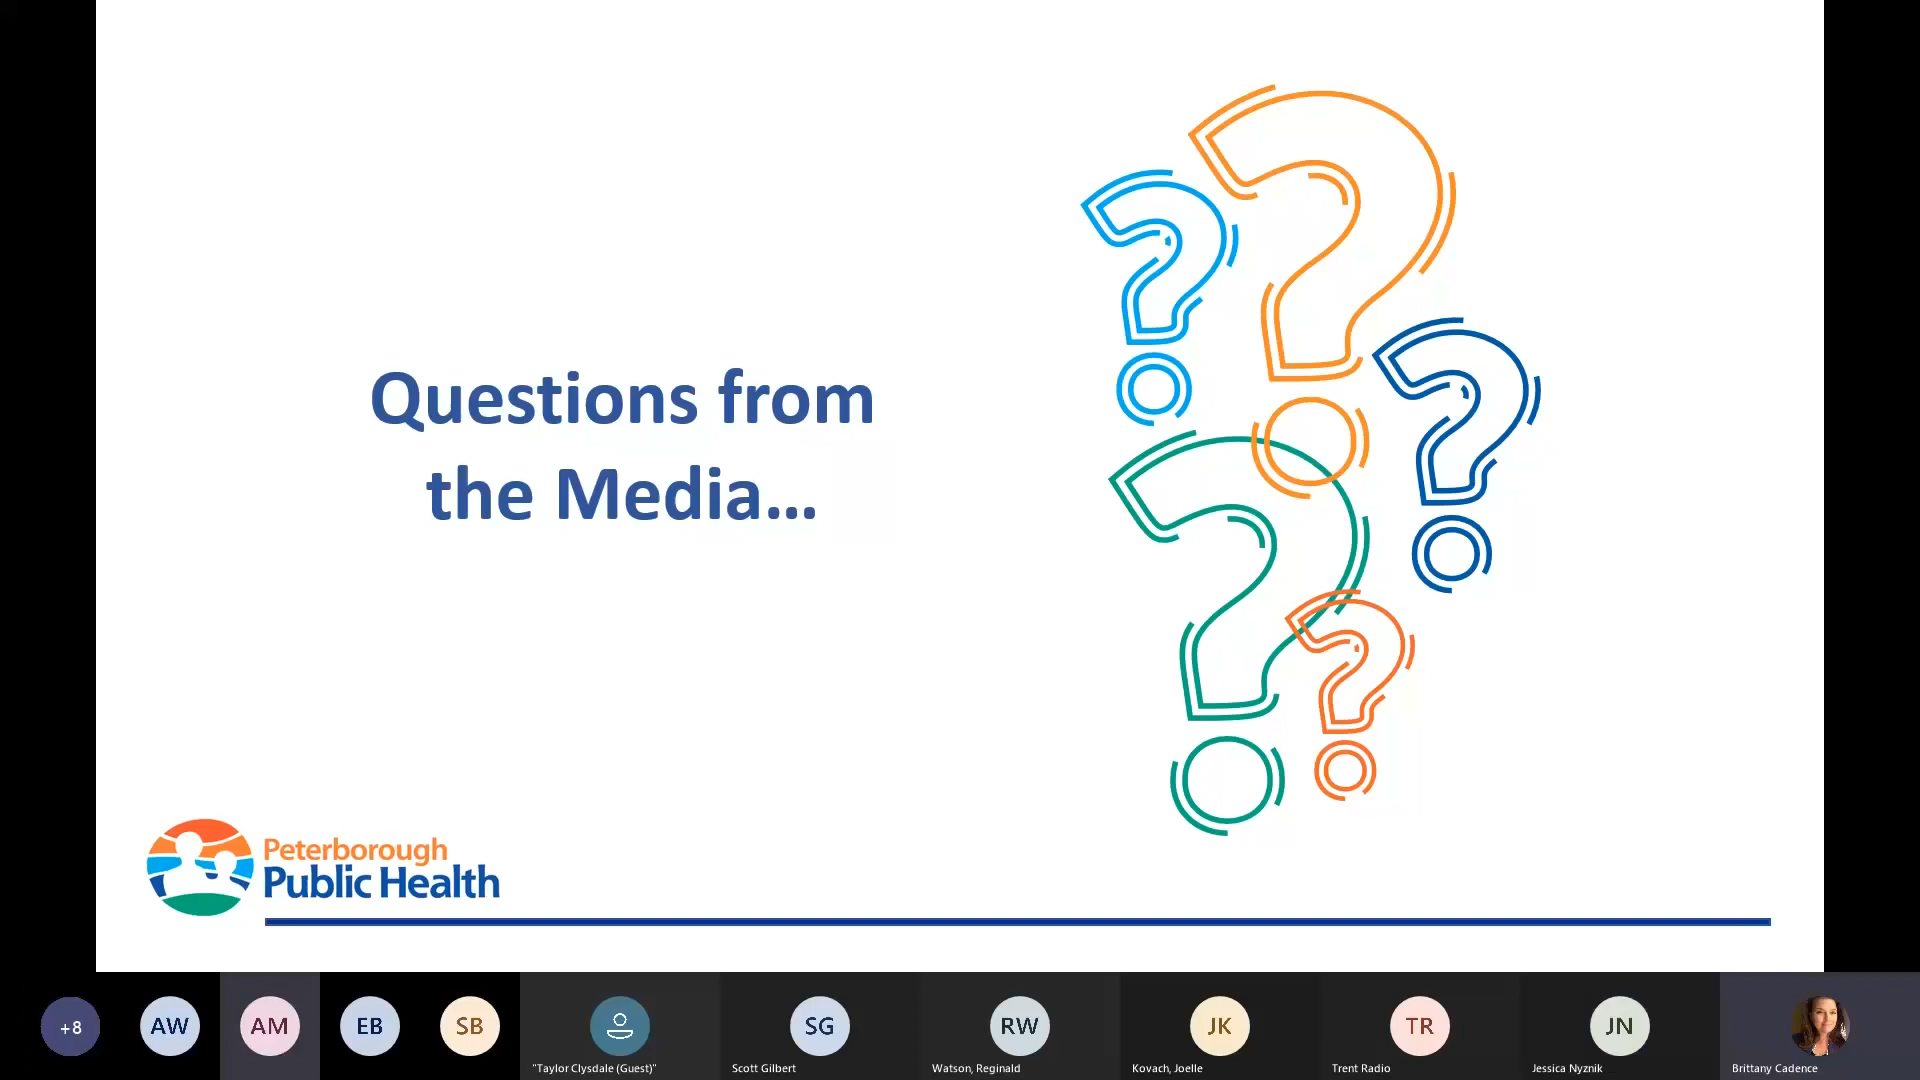 Questions from
the Media...
Peterborough
Public Health
+8
AW
AM
EB
SB
"Taylor Clysdale (Guest)"
SG
Scott Gilbert
RW
Watson, Reginald
JK
Kovach, Joelle
TR
Trent Radio
JN
Jessica Nyznik
Brittany Cadence